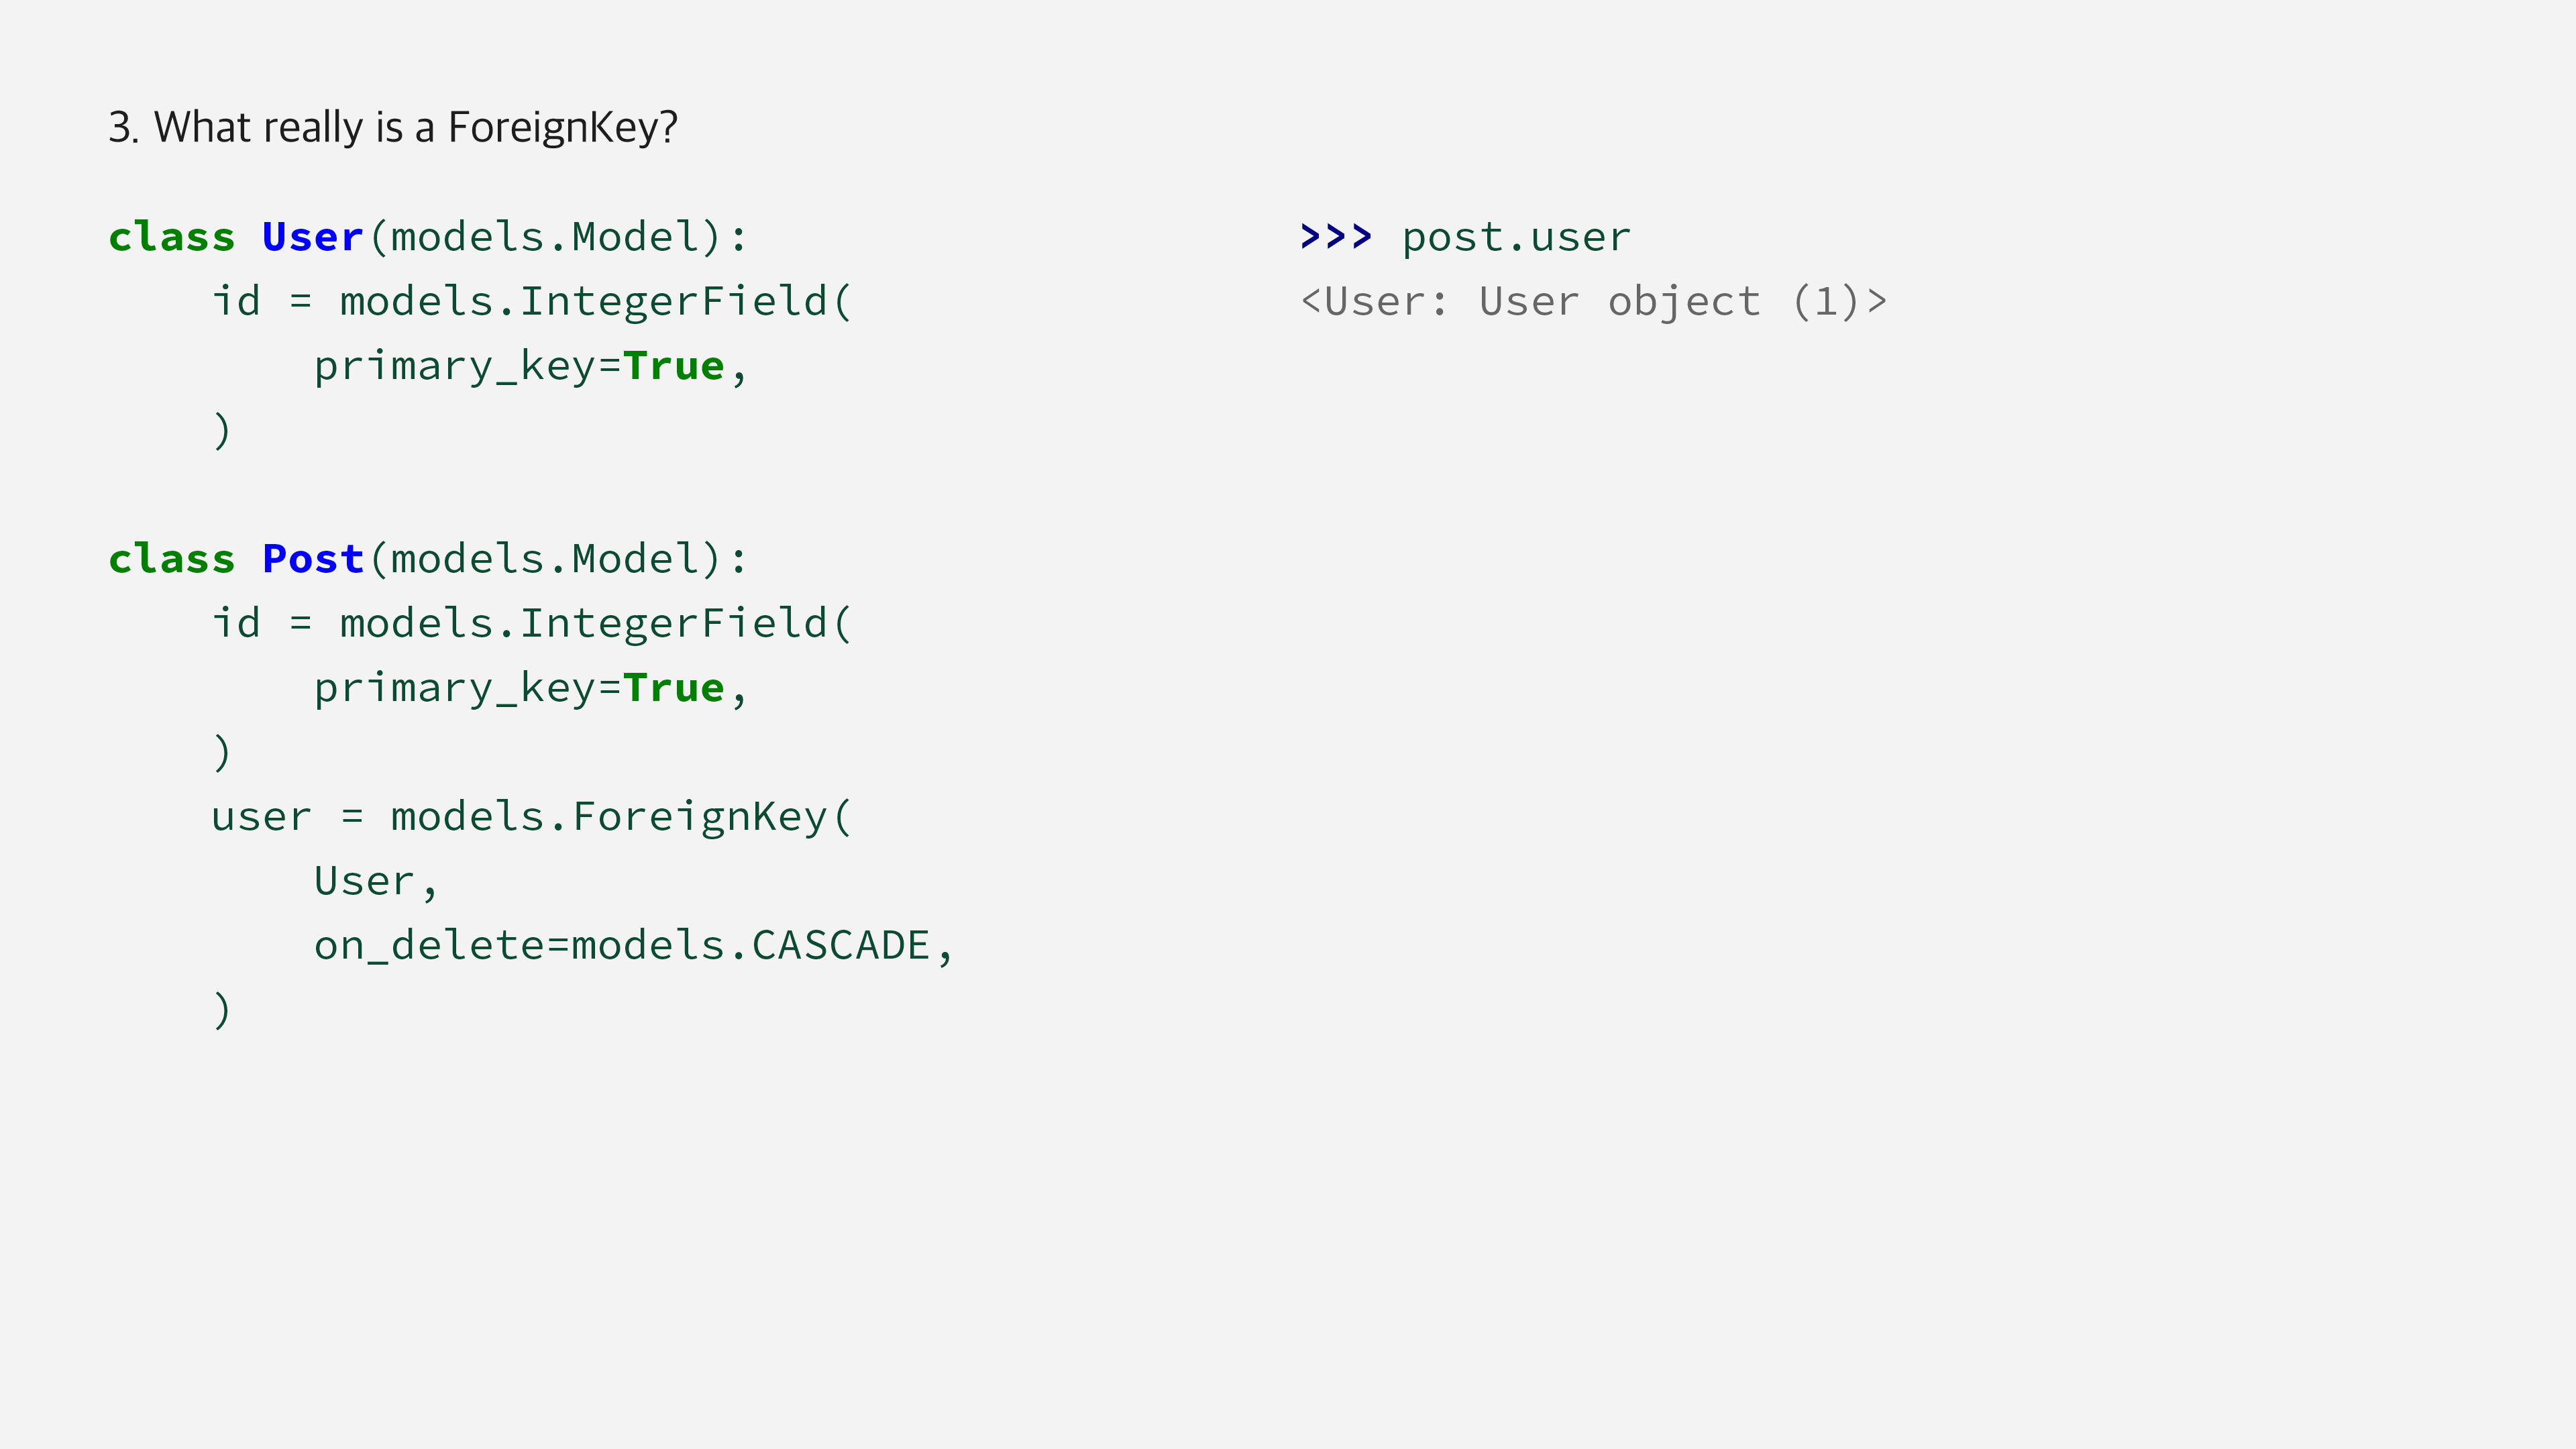 3. What really is a ForeignKey?
class User(models.Model):
    id = models.IntegerField(
        primary_key=True,
    )
class Post(models.Model):
    id = models.IntegerField(
        primary_key=True,
    )
    user = models.ForeignKey(
        User,
        on_delete=models.CASCADE,
    )
>>> post.user
<User: User object (1)>